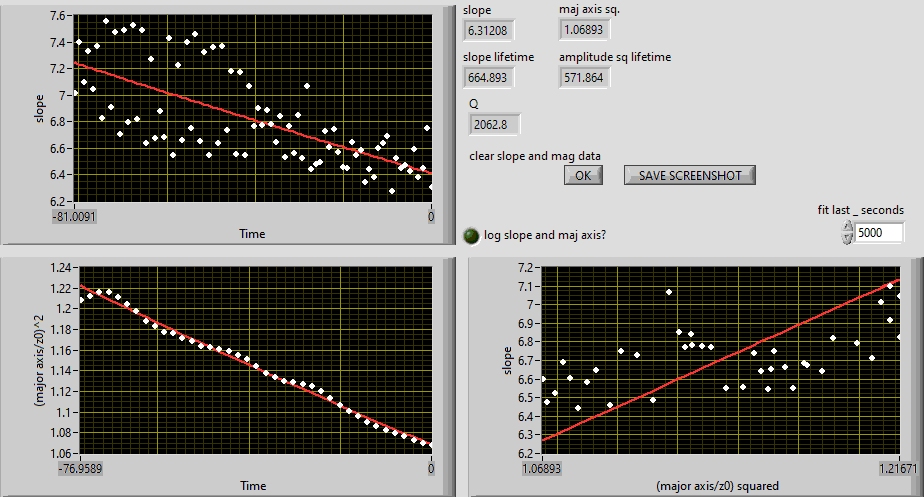 7.6
7.4
7.2
7
6.8
6.6
6.4
6.2
slope
-81.0091
0
Time
slope
maj axis sq.
6.31208
1.06893
slope lifetime
amplitude sq lifetime
664.893
571.864
Q
2062.8
clear slope and mag data
OK
SAVE SCREENSHOT
fit last _ seconds
5000
log slope and maj axis?
1.24
1.22
1.2
1.18
1.16
1.14
1.12
1.1
1.08
1.06
(major axis/z0))^2
-76.9589
0
Time
7.2
7.1
7
6.9
6.8
6.7
6.6
6.5
6.4
6.3
6.2
slope
1.06893
1.21671
(major axis/z0) squared